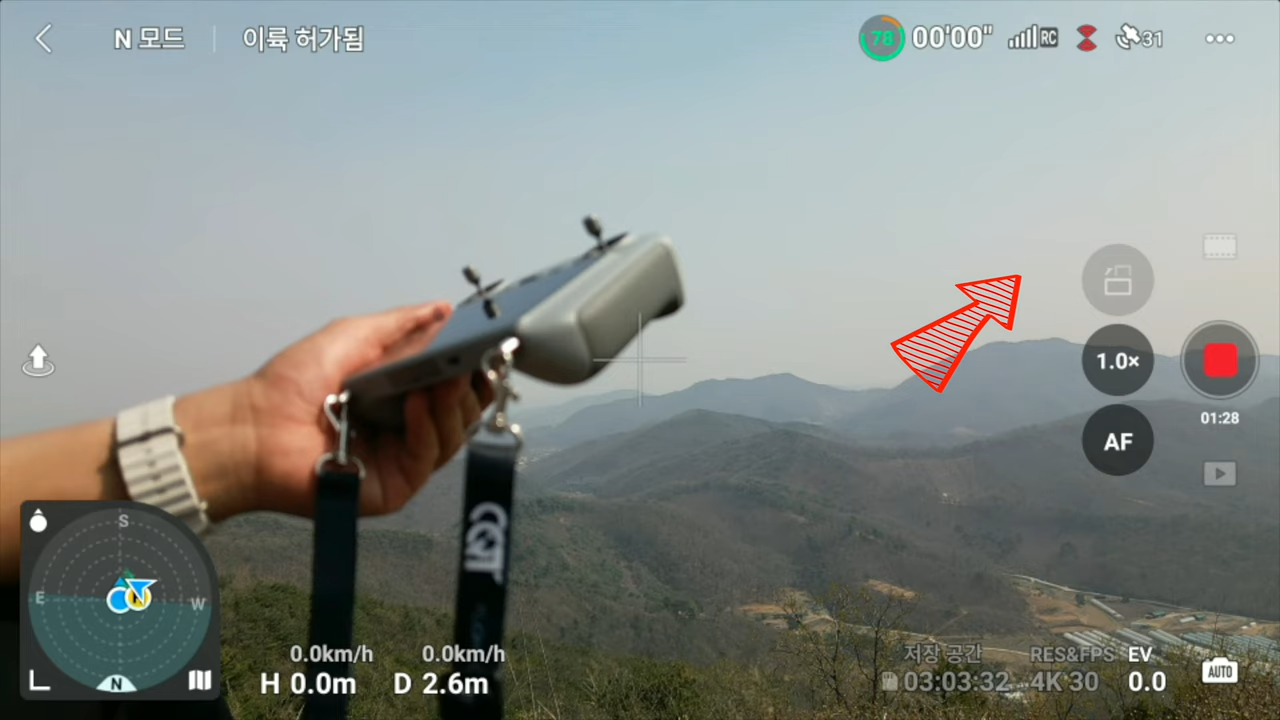 N 모드
이륙 허가됨
78
00'00"
RC
31
1.0×
AF
01:28
CQT
S
E
W
N
L
0.0km/h
0.0km/h
H 0.0m
D 2.6m
저장 공간
03:03:32
RES&FPS
4K 30
EV
0.0
AUTO